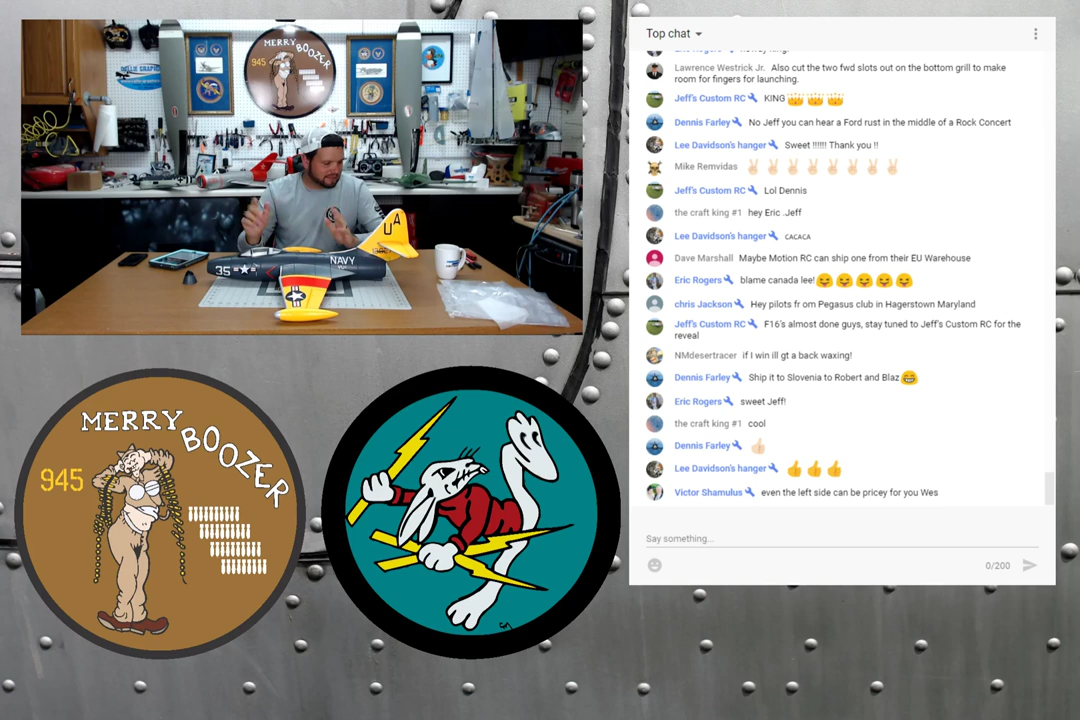 MERRY
BOOZER
945
CALLIE GRAPHICS
35
NAVY
UA
MERRY
BOOZER
945
Top chat
Lawrence Westrick Jr. Also cut the two fwd slots out on the bottom grill to make
room for fingers for launching.
Jeff's Custom RC KING 👑👑👑
Dennis Farley No Jeff you can hear a Ford rust in the middle of a Rock Concert
Lee Davidson's hanger Sweet !!!!!! Thank you !!
Mike Remvidas ✌🏻✌🏻✌🏻✌🏻✌🏻✌🏻✌🏻✌🏻
Jeff's Custom RC Lol Dennis
the craft king #1 hey Eric .Jeff
Lee Davidson's hanger CACACA
Dave Marshall Maybe Motion RC can ship one from their EU Warehouse
Eric Rogers blame canada lee!😝😝😝😝😝
chris Jackson Hey pilots fr om Pegasus club in Hagerstown Maryland
Jeff's Custom RC F16's almost done guys, stay tuned to Jeff's Custom RC for the
reveal
NMdesertracer if I win ill gt a back waxing!
Dennis Farley Ship it to Slovenia to Robert and Blaz😁
Eric Rogers sweet Jeff!
the craft king #1 cool
Dennis Farley 👍🏻
Lee Davidson's hanger 👍👍👍
Victor Shamulus even the left side can be pricey for you Wes
Say something...
0/200